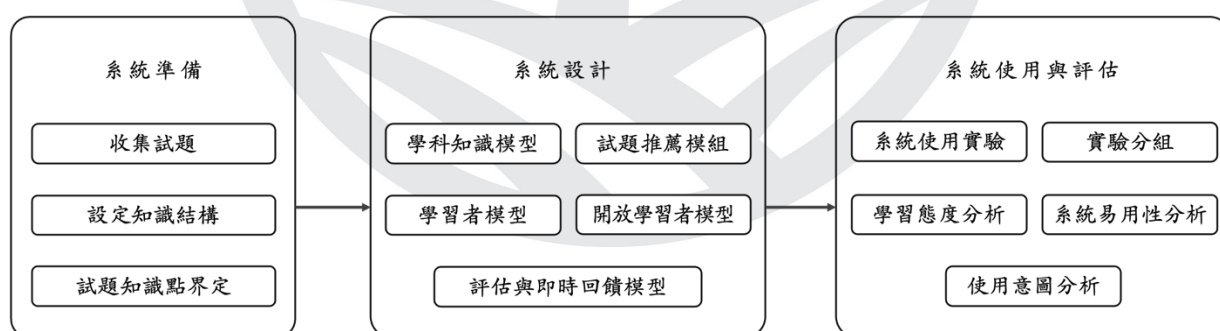 系統準備
收集試題
設定知識結構
試題知識點界定
系統設計
學科知識模型
試題推薦模組
學習者模型
開放學習者模型
評估與即時回饋模型
系統使用與評估
系統使用實驗
實驗分組
學習態度分析
系統易用性分析
使用意圖分析